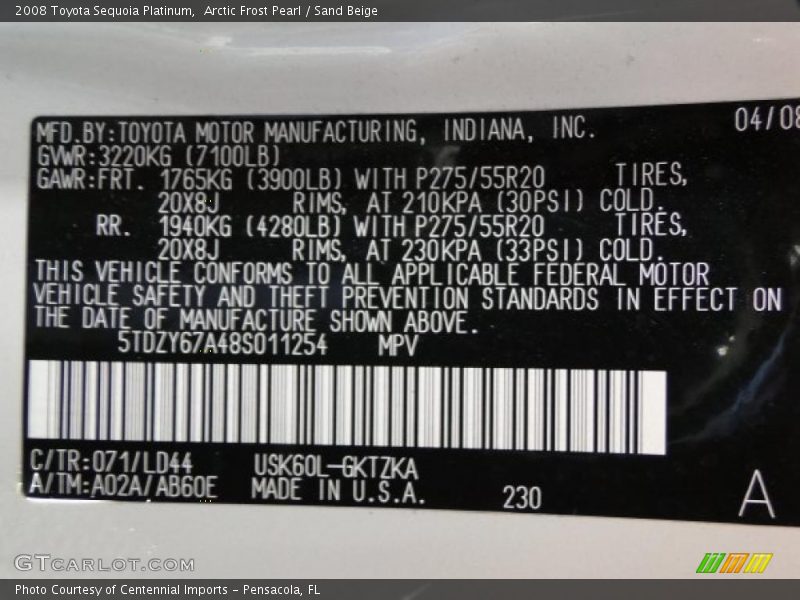 2008 Toyota Sequoia Platinum, Arctic Frost Pearl / Sand Beige
04/08
MFD.BY:TOYOTA MOTOR MANUFACTURING, INDIANA, INC.
GVWR:3220KG (7100LB)
GAWR:FRT. 1765KG (3900LB) WITH P275/55R20 TIRES,
20X8J RIMS, AT 210KPA (30PSI) COLD.
RR. 1940KG (4280LB) WITH P275/55R20 TIRES,
20X8J RIMS, AT 230KPA (33PSI) COLD.
THIS VEHICLE CONFORMS TO ALL APPLICABLE FEDERAL MOTOR
VEHICLE SAFETY AND THEFT PREVENTION STANDARDS IN EFFECT ON
THE DATE OF MANUFACTURE SHOWN ABOVE.
5TDZY67A48S011254 MPV
C/TR:071/LD44 USK60L-GKTZKA
A/TM:A02A/AB60E MADE IN U.S.A. 230 A
GTCARLOT.COM
Photo Courtesy of Centennial Imports - Pensacola, FL